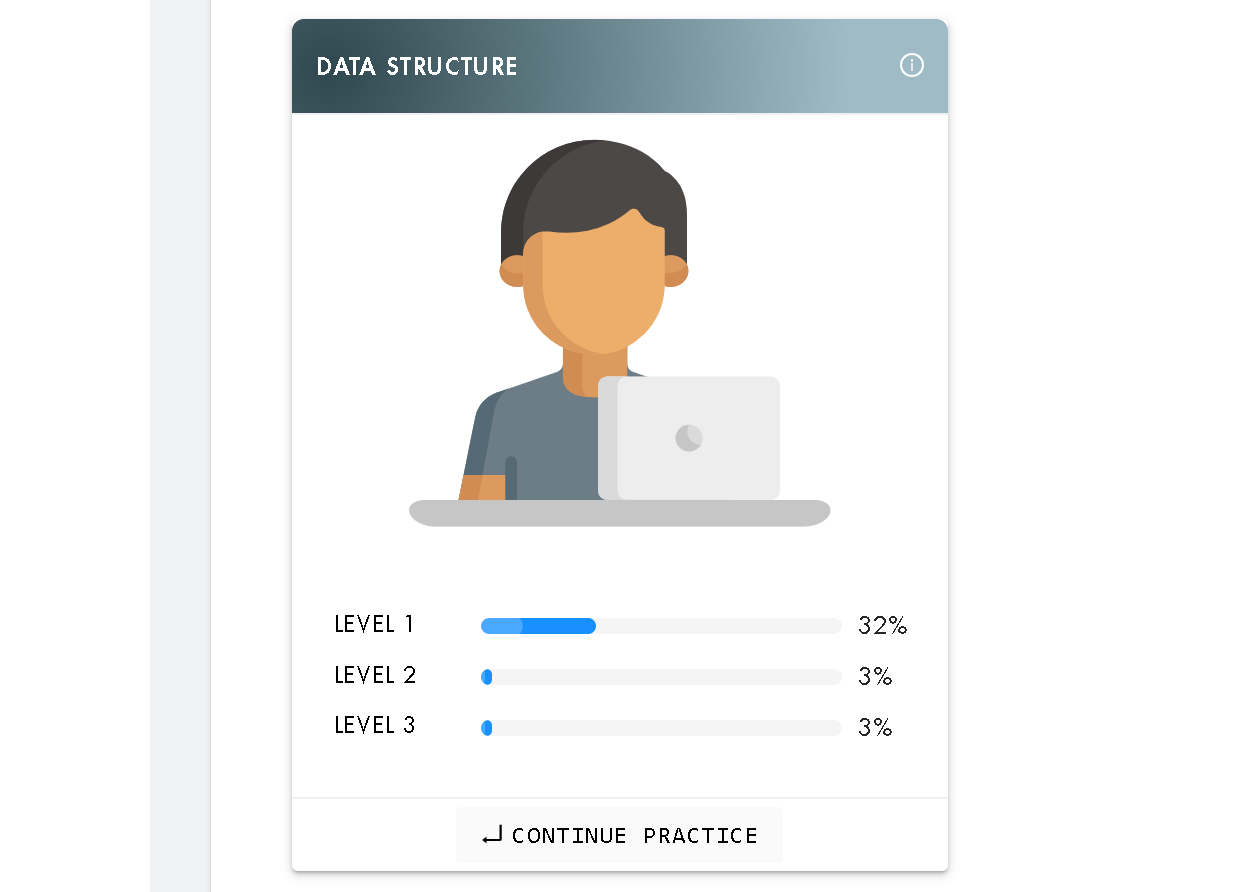 DATA STRUCTURE
LEVEL 1 32%
LEVEL 2 3%
LEVEL 3 3%
CONTINUE PRACTICE